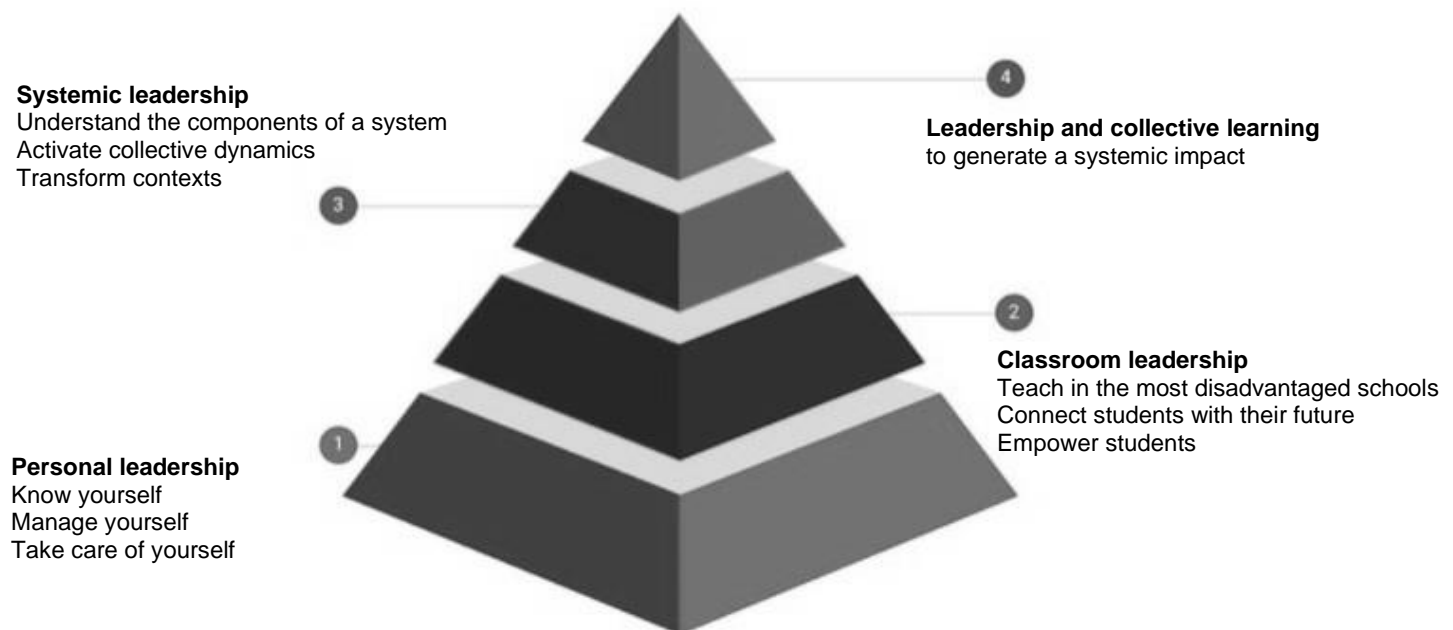 4
Systemic leadership
Understand the components of a system
Activate collective dynamics
Transform contexts
Leadership and collective learning
to generate a systemic impact
3
2
Classroom leadership
Teach in the most disadvantaged schools
Connect students with their future
Empower students
1
Personal leadership
Know yourself
Manage yourself
Take care of yourself